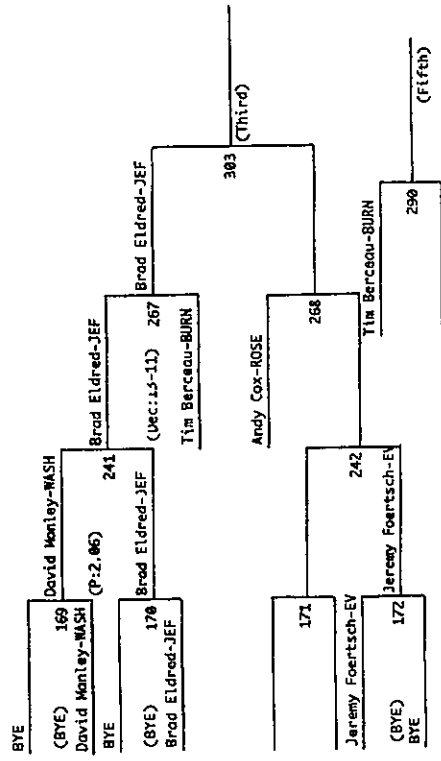 BYE
David Manley-WASH
(BYE) 169
David Manley-WASH
(P:2.06)
Brad Eldred-JEF
241
BYE
Brad Eldred-JEF
(BYE) 170
Brad Eldred-JEF
(Dec:13-11)
Brad Eldred-JEF
267
Tim Berceau-BURN
303
(Third)
Andy Cox-ROSE
268
171
242
Jeremy Foertsch-EV
Jeremy Foertsch-EV
(BYE) 172
BYE
Tim Berceau-BURN
290
(Fifth)